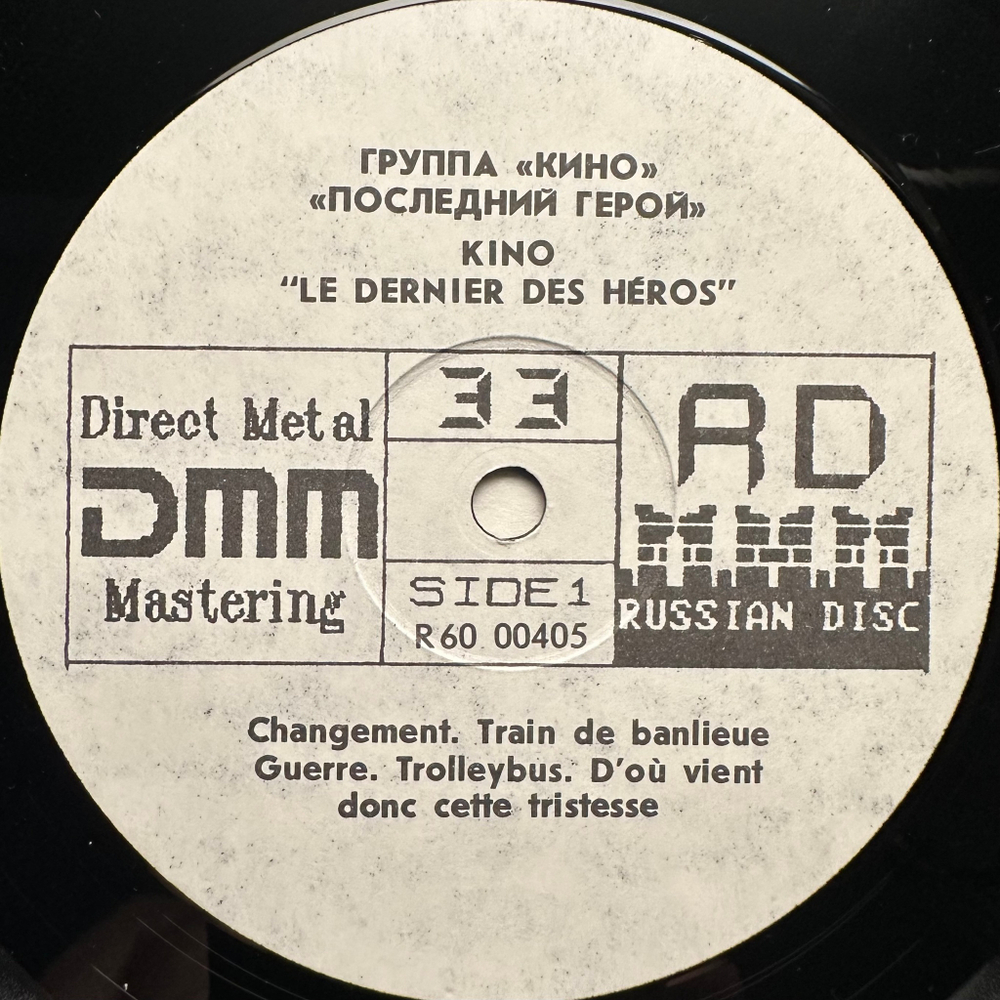 ГРУППА «КИНО»
«ПОСЛЕДНИЙ ГЕРОЙ»
KINO
“LE DERNIER DES HÉROS”
Direct Metal
DMM
Mastering
33
SIDE 1
R60 00405
RD
RUSSIAN DISC
Changement. Train de banlieue
Guerre. Trolleybus. D’où vient
donc cette tristesse